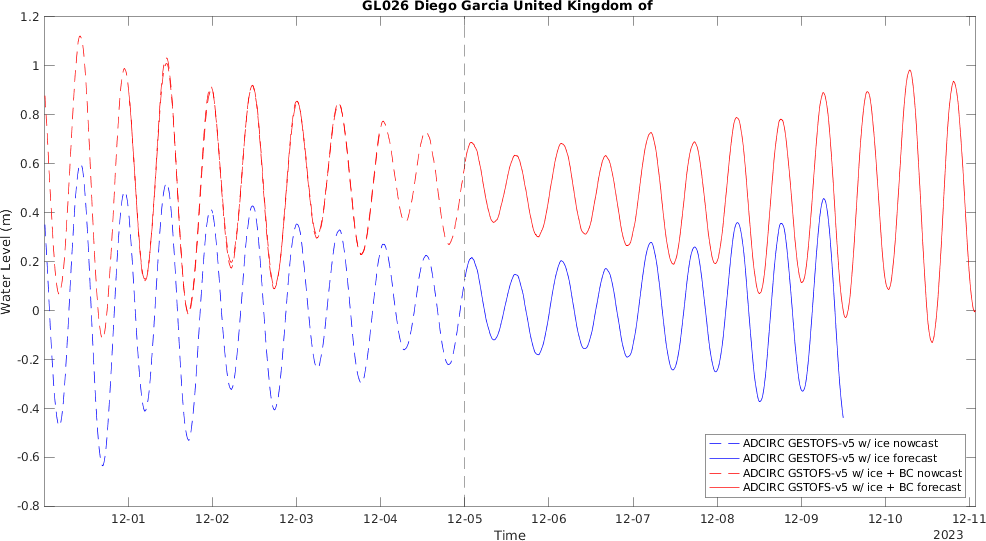 GL026 Diego Garcia United Kingdom of
1.2
1
0.8
0.6
0.4
0.2
0
-0.2
-0.4
-0.6
-0.8
Water Level (m)
12-01 12-02 12-03 12-04 12-05 12-06 12-07 12-08 12-09 12-10 12-11
Time
2023
ADCIRC GESTOFS-v5 w/ ice nowcast
ADCIRC GESTOFS-v5 w/ ice forecast
ADCIRC GSTOFS-v5 w/ ice + BC nowcast
ADCIRC GSTOFS-v5 w/ ice + BC forecast